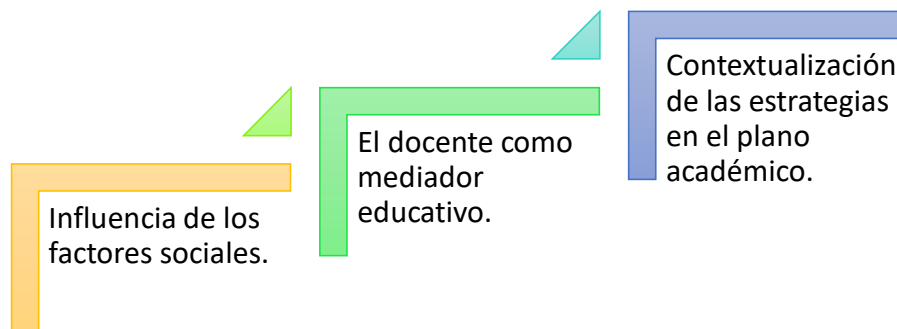 Influencia de los
factores sociales.
El docente como
mediador
educativo.
Contextualización
de las estrategias
en el plano
académico.